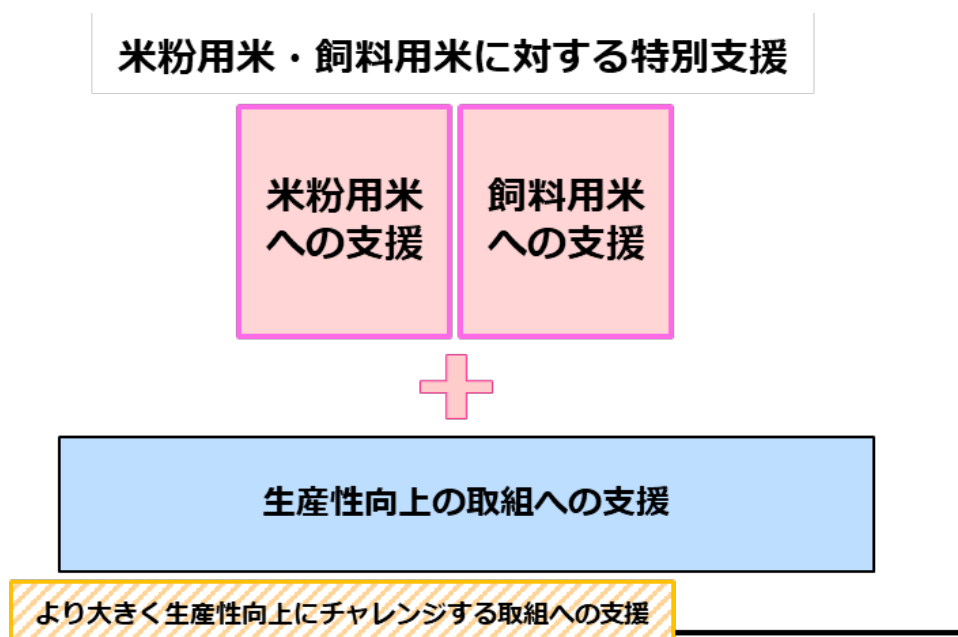 米粉用米・飼料用米に対する特別支援
米粉用米
への支援
飼料用米
への支援
生産性向上の取組への支援
より大きく生産性向上にチャレンジする取組への支援